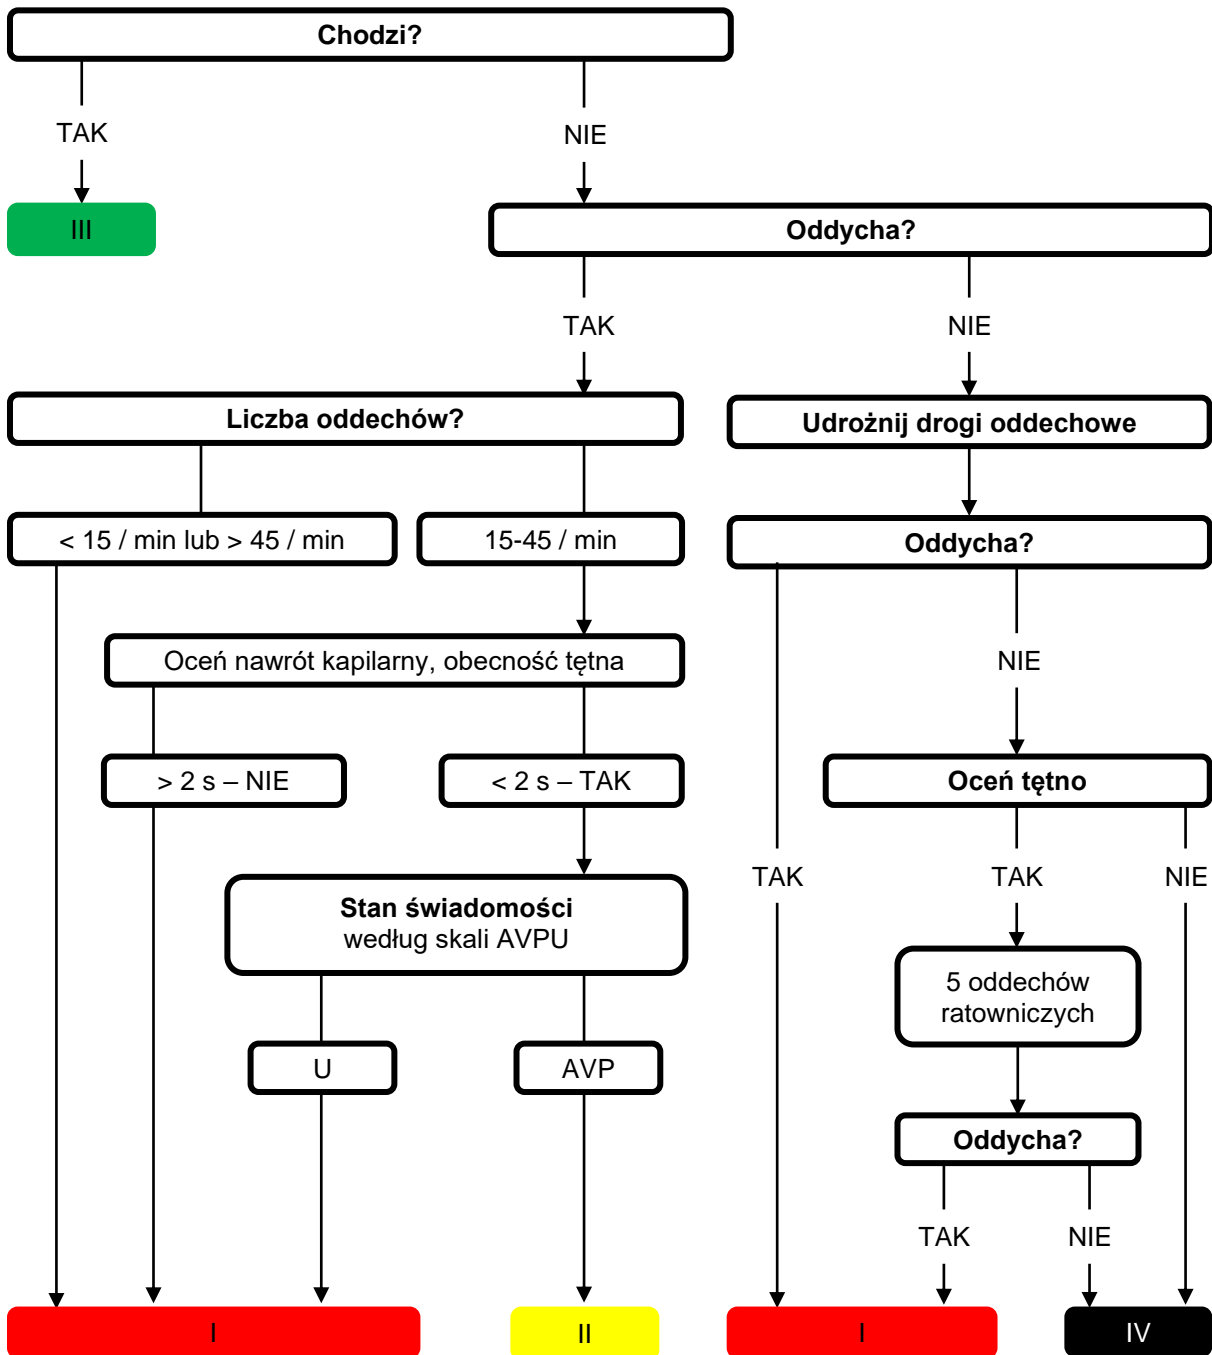 Chodzi?
TAK
NIE
III
Oddycha?
TAK
NIE
Liczba oddechów?
Udrożnij drogi oddechowe
< 15 / min lub > 45 / min
15-45 / min
Oddycha?
Oceń nawrót kapilarny, obecność tętna
NIE
> 2 s – NIE
< 2 s – TAK
Oceń tętno
TAK
TAK
NIE
Stan świadomości
według skali AVPU
5 oddechów
ratowniczych
U
AVP
Oddycha?
TAK
NIE
I
II
I
IV